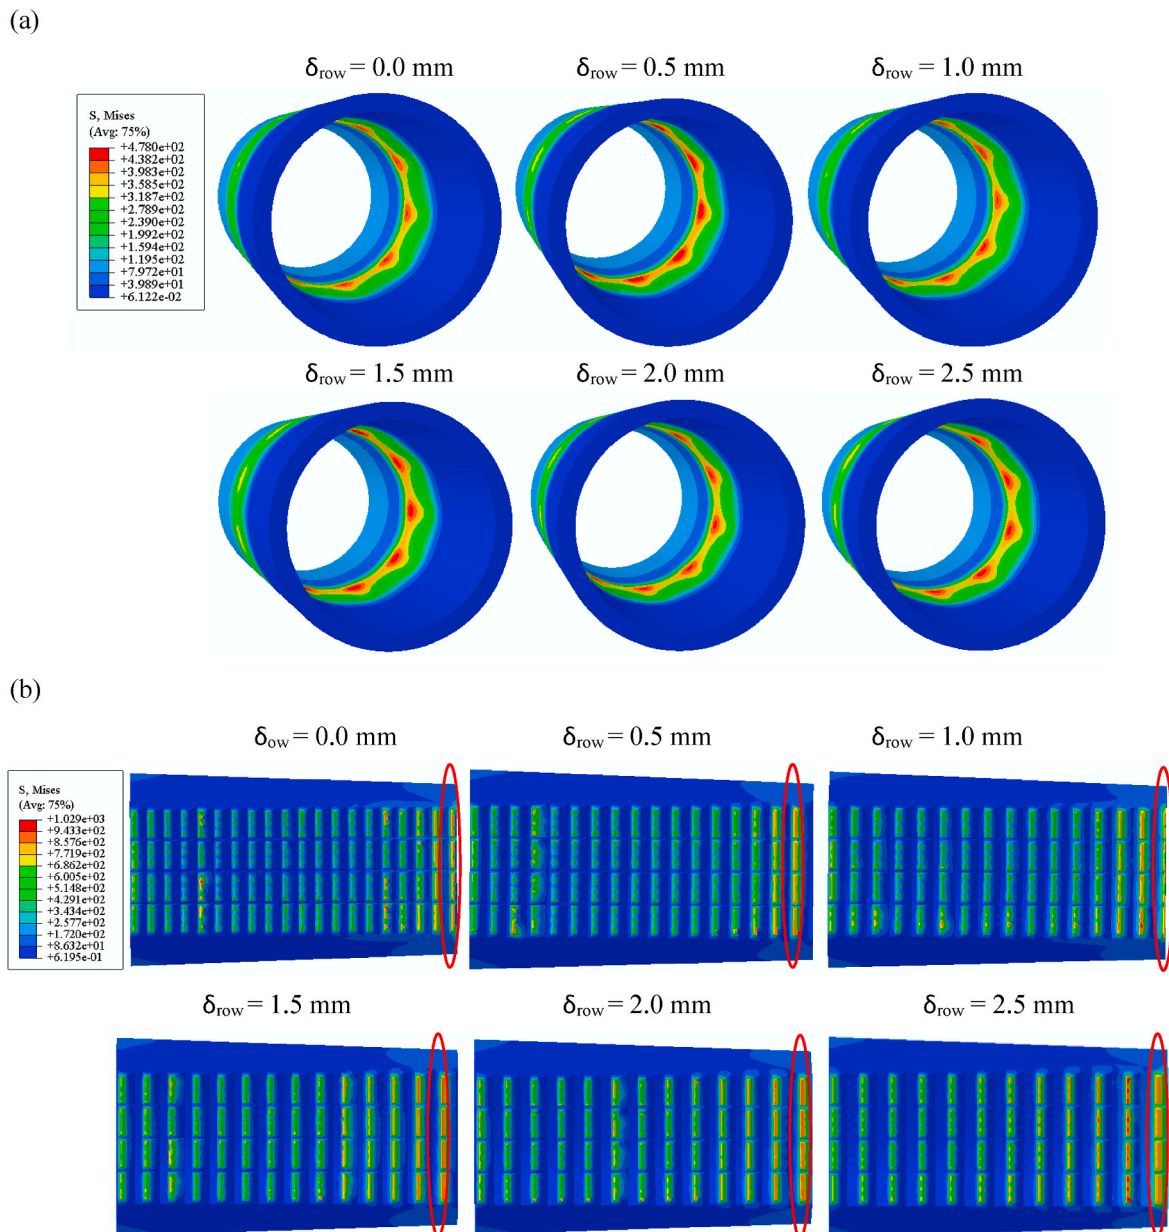 (a)
δrow = 0.0 mm
δrow = 0.5 mm
δrow = 1.0 mm
S, Mises
(Avg: 75%)
+4.780e+02
+4.382e+02
+3.983e+02
+3.585e+02
+3.187e+02
+2.789e+02
+2.390e+02
+1.992e+02
+1.594e+02
+1.195e+02
+7.972e+01
+3.989e+01
+6.122e-02
δrow = 1.5 mm
δrow = 2.0 mm
δrow = 2.5 mm
(b)
δow = 0.0 mm
δrow = 0.5 mm
δrow = 1.0 mm
S, Mises
(Avg: 75%)
+1.029e+03
+9.433e+02
+8.576e+02
+7.719e+02
+6.862e+02
+6.005e+02
+5.148e+02
+4.291e+02
+3.434e+02
+2.577e+02
+1.720e+02
+8.632e+01
+6.195e-01
δrow = 1.5 mm
δrow = 2.0 mm
δrow = 2.5 mm